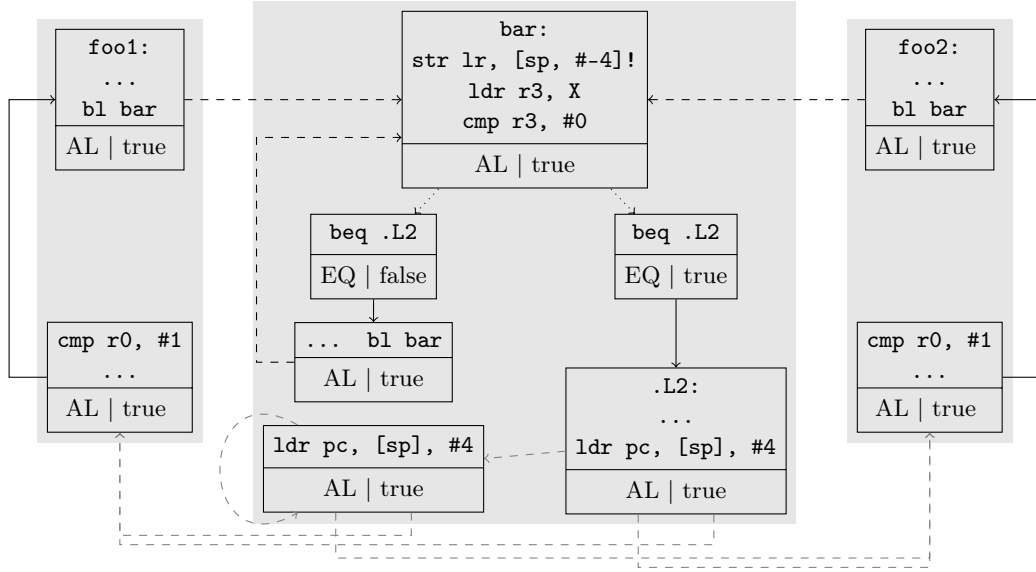 foo1:
...
bl bar
AL | true
bar:
str lr, [sp, #-4]!
ldr r3, X
cmp r3, #0
AL | true
foo2:
...
bl bar
AL | true
beq .L2
EQ | false
beq .L2
EQ | true
cmp r0, #1
...
AL | true
... bl bar
AL | true
.L2:
...
ldr pc, [sp], #4
AL | true
cmp r0, #1
...
AL | true
ldr pc, [sp], #4
AL | true